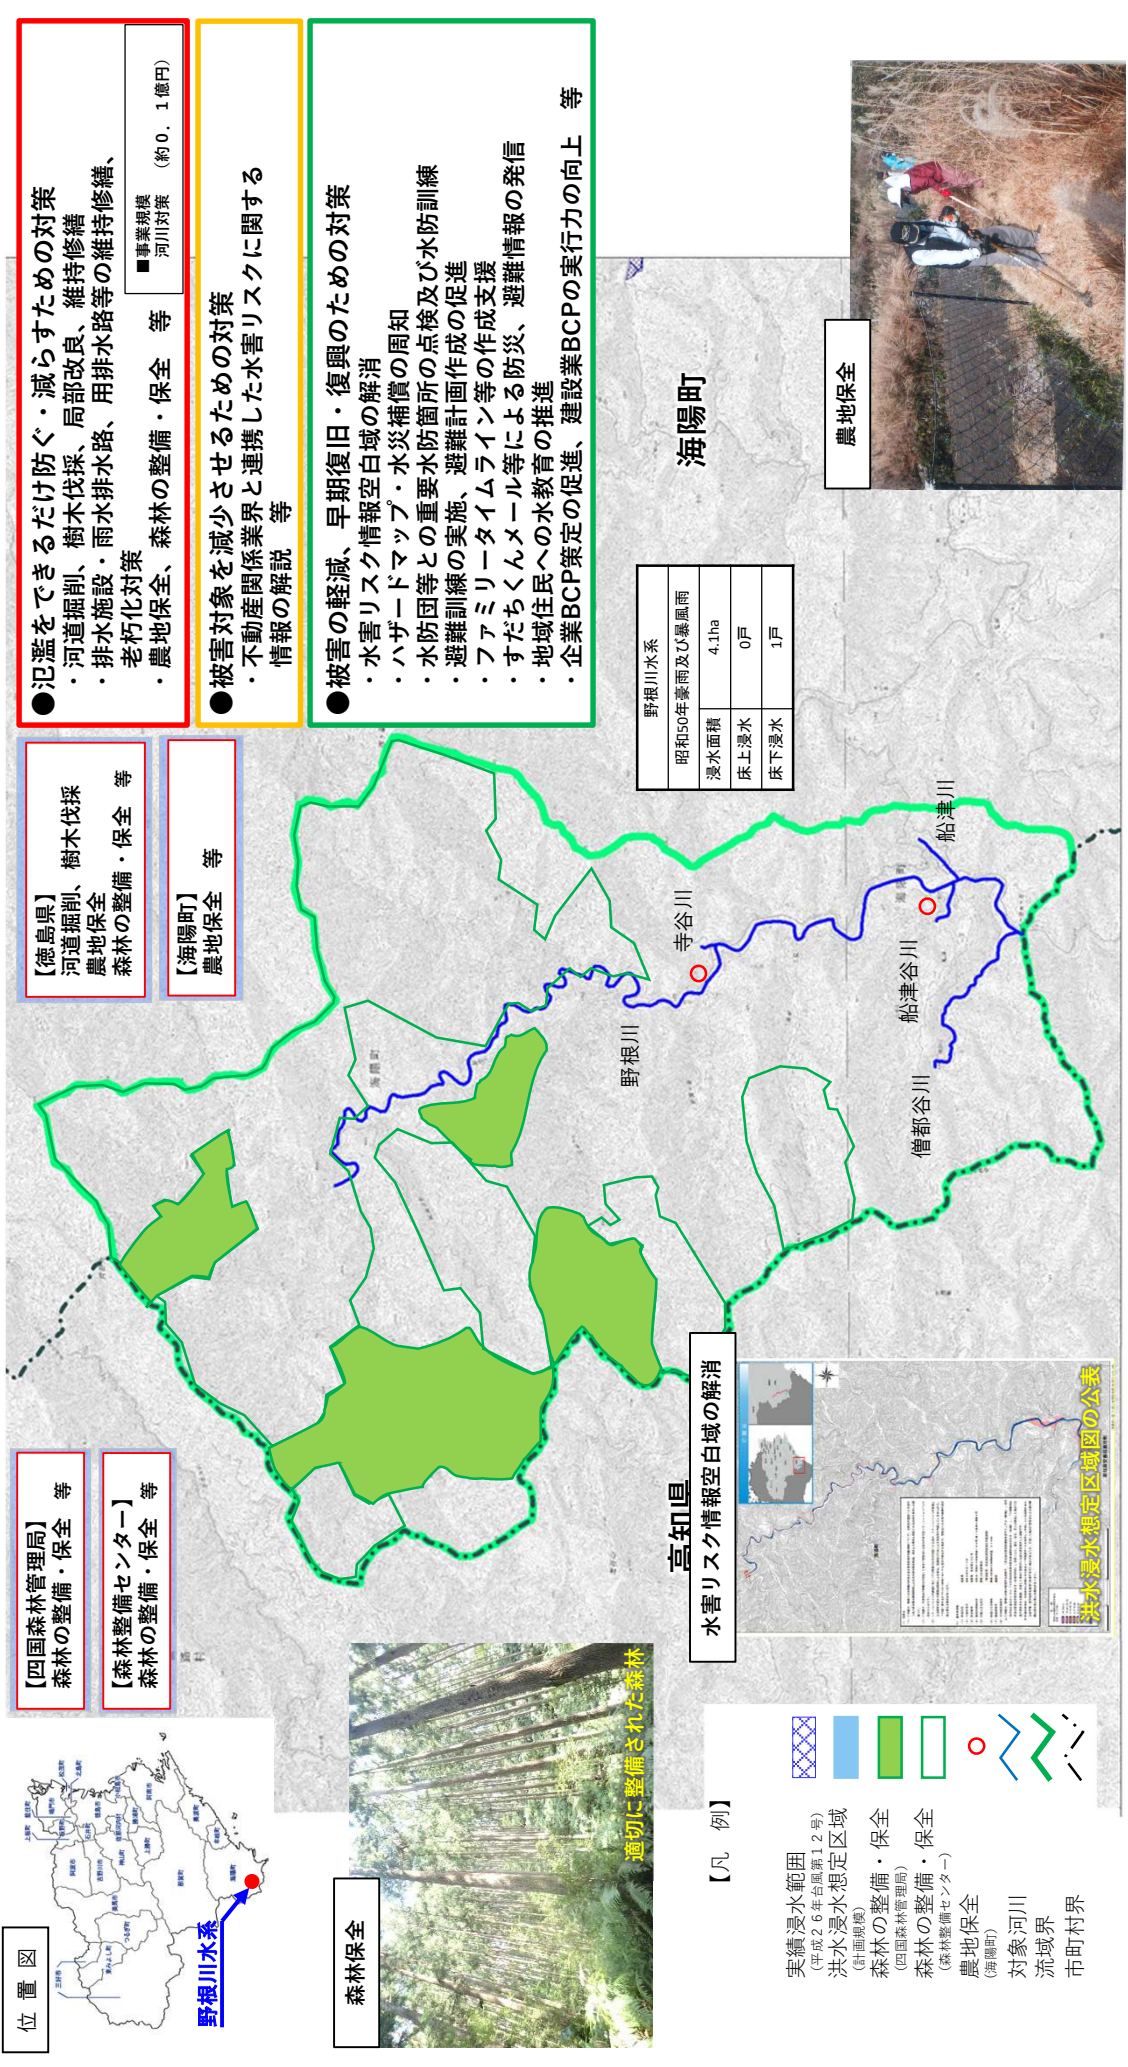 位 置 図
野根川水系
【四国森林管理局】
森林の整備・保全 等
【森林整備センター】
森林の整備・保全 等
【徳島県】
河道掘削、樹木伐採
農地保全
森林の整備・保全 等
【海陽町】
農地保全 等
●氾濫をできるだけ防ぐ・減らすための対策
・河道掘削、樹木伐採、局部改良、維持修繕
・排水施設・雨水排水路、用排水路等の維持修繕、
老朽化対策
・農地保全、森林の整備・保全 等
■事業規模
河川対策 (約0.1億円)
●被害対象を減少させるための対策
・不動産関係業界と連携した水害リスクに関する
情報の解説 等
●被害の軽減、早期復旧・復興のための対策
・水害リスク情報空白域の解消
・ハザードマップ・水災補償の周知
・水防団等との重要水防箇所の点検及び水防訓練
・避難訓練の実施、避難計画作成の促進
・ファミリータイムライン等の作成支援
・すだちくんメール等による防災、避難情報の発信
・地域住民への水教育の推進
・企業BCP策定の促進、建設業BCPの実行力の向上 等
海陽町
野根川水系
昭和50年豪雨及び暴風雨
浸水面積 4.1ha
床上浸水 0戸
床下浸水 1戸
海陽町
野根川
寺谷川
船津川
船津谷川
僧都谷川
高知県
森林保全
適切に整備された森林
水害リスク情報空白域の解消
洪水浸水想定区域図の公表
農地保全
【凡 例】
実績浸水範囲
(平成26年台風第12号)
洪水浸水想定区域
(計画規模)
森林の整備・保全
(四国森林管理局)
森林の整備・保全
(森林整備センター)
農地保全
(海陽町)
対象河川
流域界
市町村界